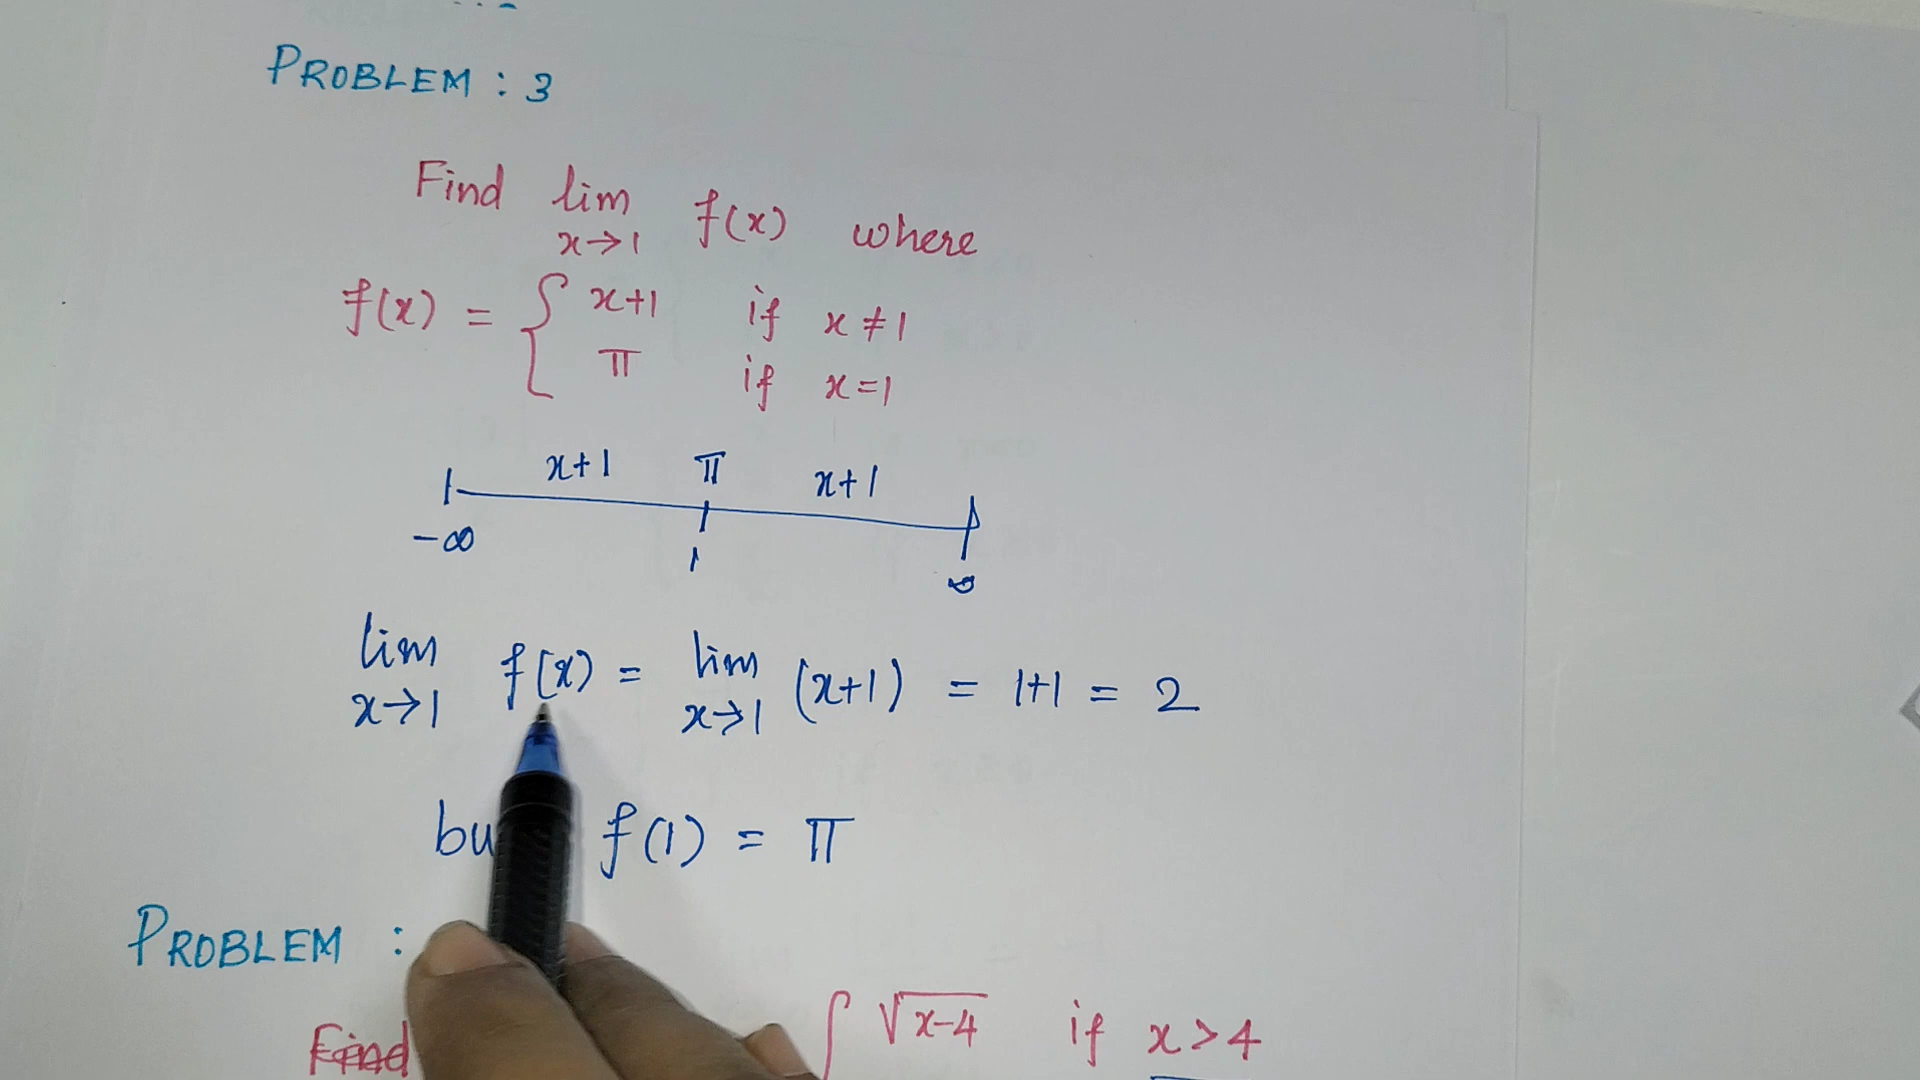 PROBLEM : 3
Find lim x→1 f(x) where
f(x) = { x+1 if x ≠ 1
π if x=1
x+1 π x+1
-∞ 1 ∞
lim x→1 f(x) = lim x→1 (x+1) = 1+1 = 2
f(1) = π
PROBLEM :
Find √x-4 if x>4